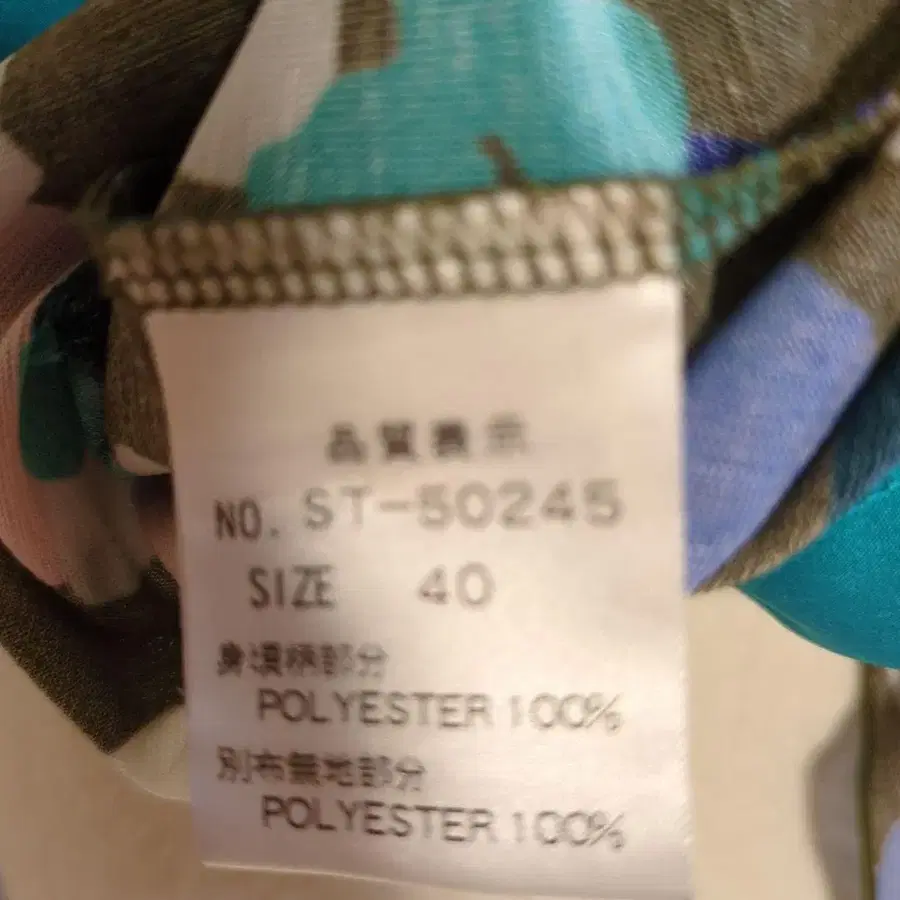 品質表示
NO. ST-50245
SIZE 40
身頃柄部分
POLYESTER 100%
別布無地部分
POLYESTER 100%